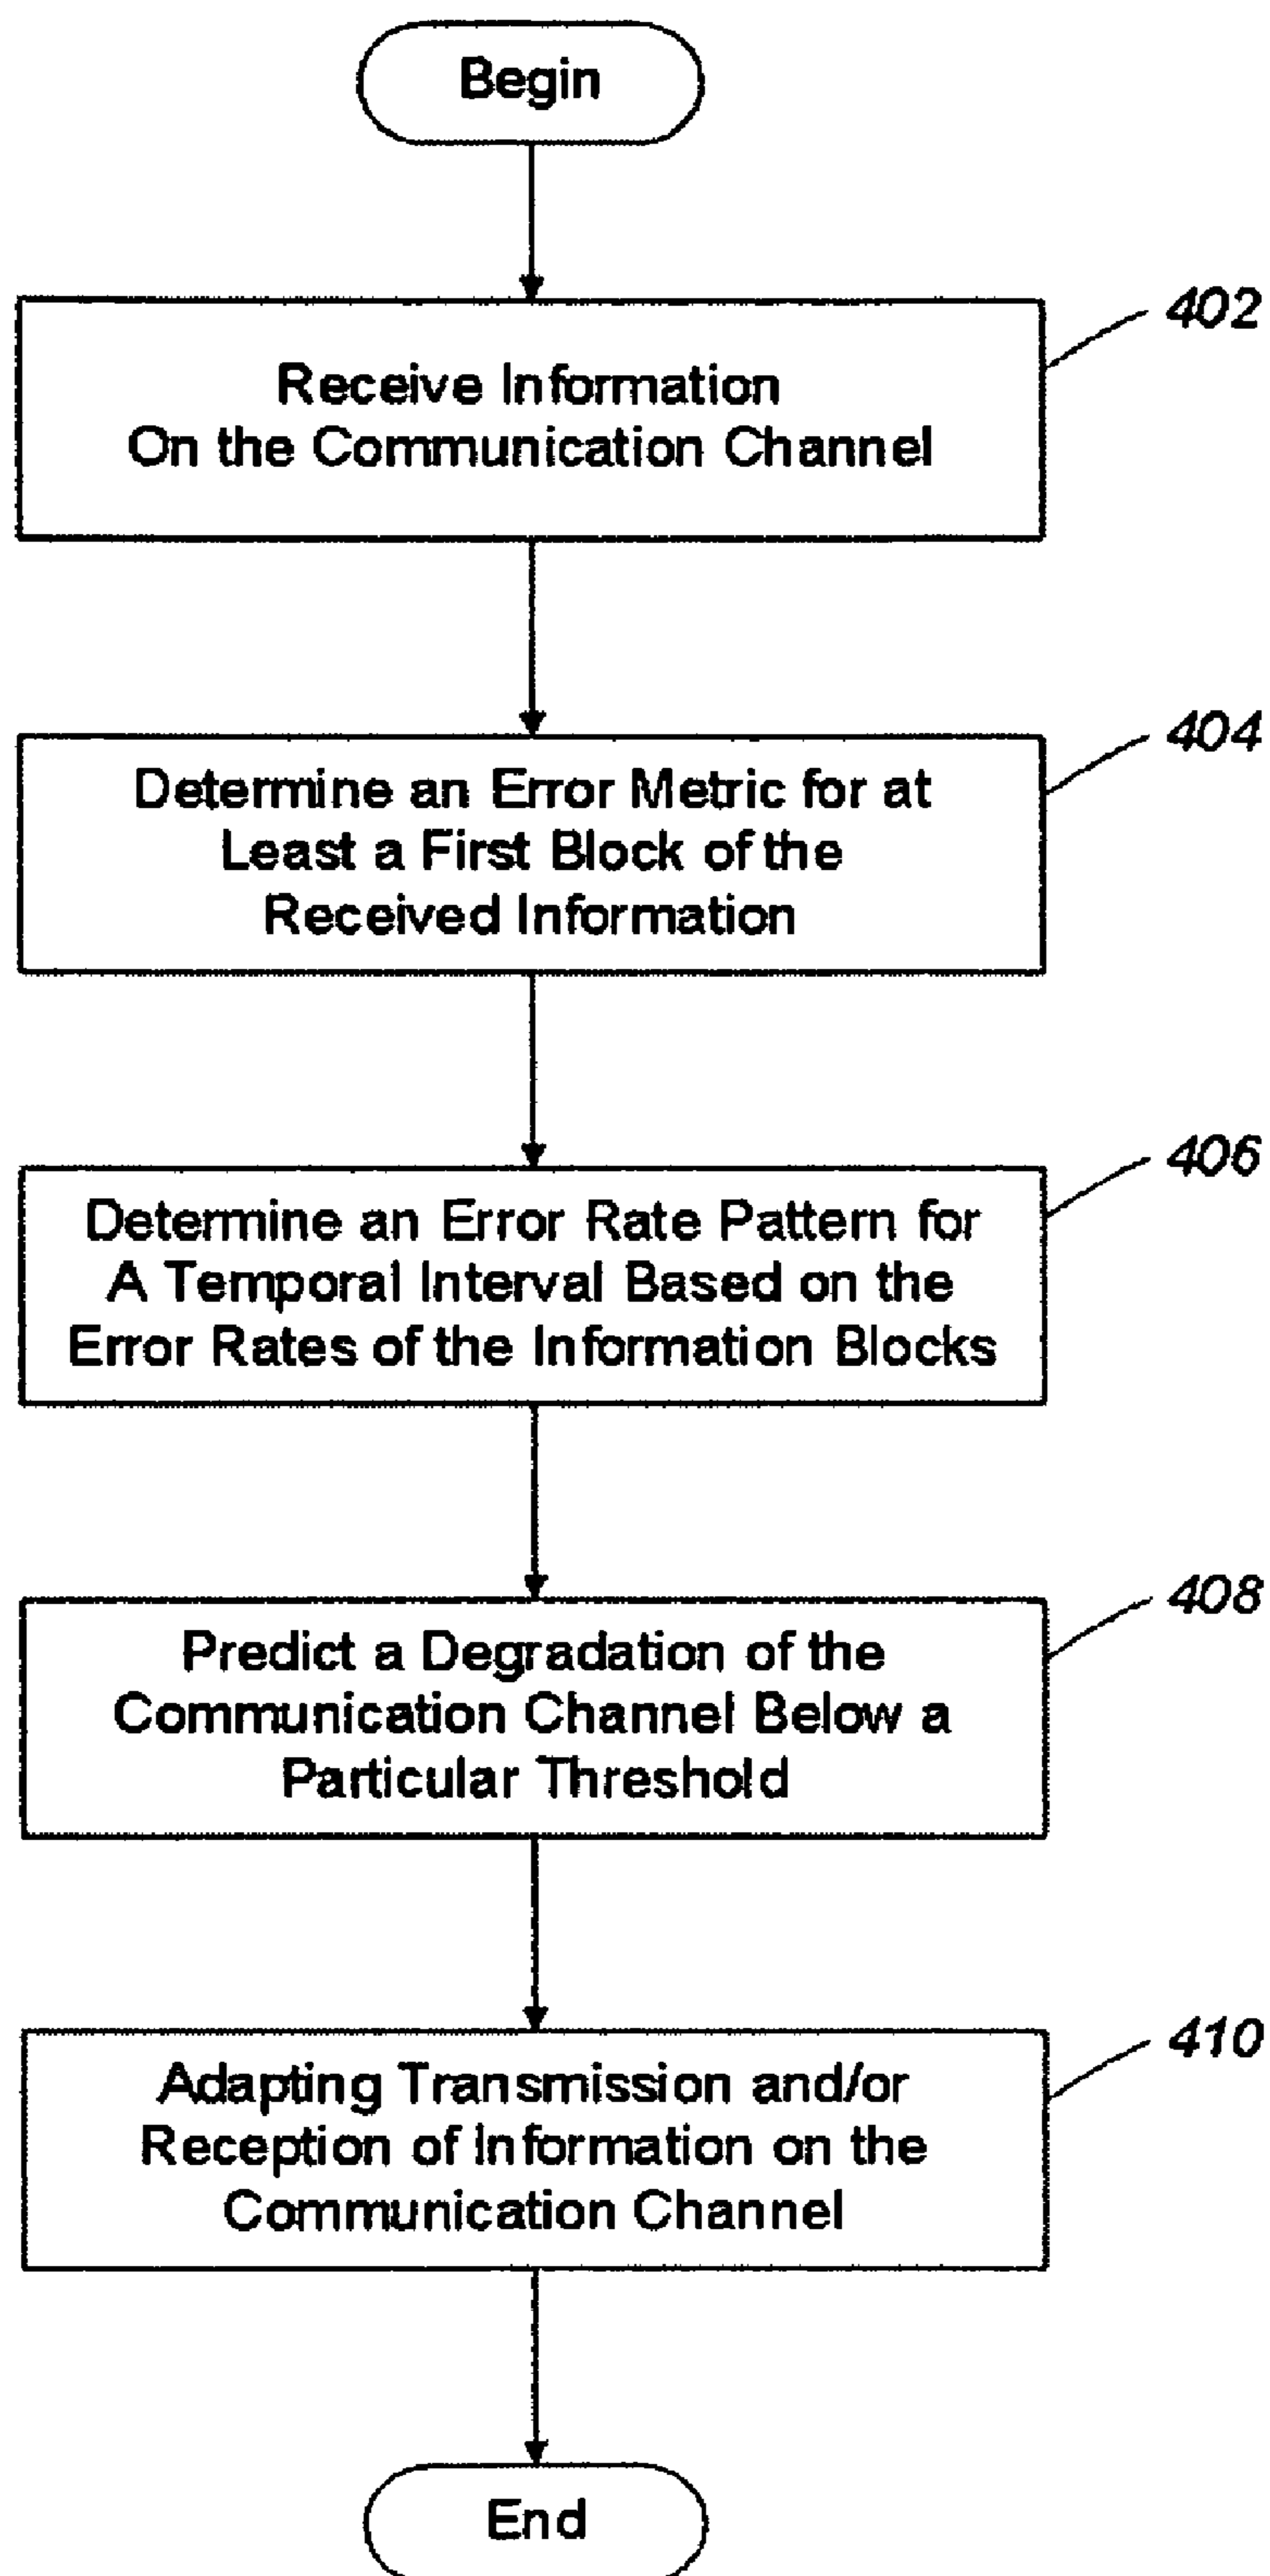 Begin
402
Receive Information
On the Communication Channel
404
Determine an Error Metric for at
Least a First Block of the
Received Information
406
Determine an Error Rate Pattern for
A Temporal Interval Based on the
Error Rates of the Information Blocks
408
Predict a Degradation of the
Communication Channel Below a
Particular Threshold
410
Adapting Transmission and/or
Reception of Information on the
Communication Channel
End